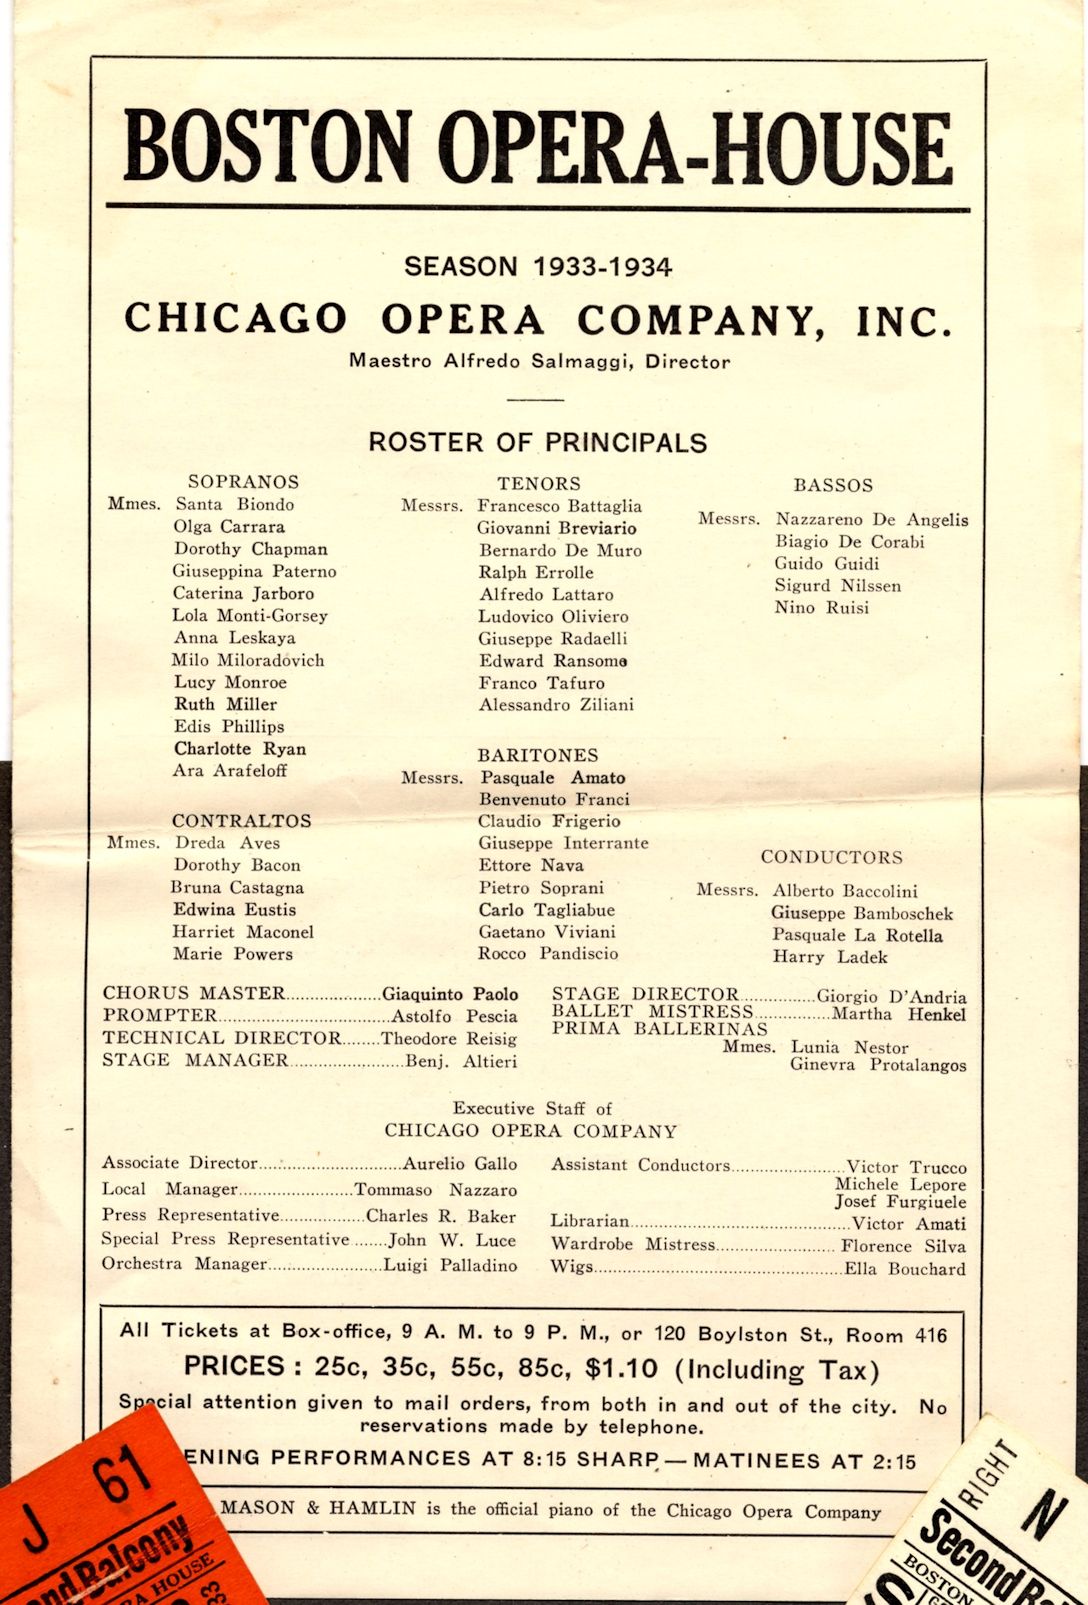 BOSTON OPERA-HOUSE
SEASON 1933-1934
CHICAGO OPERA COMPANY, INC.
Maestro Alfredo Salmaggi, Director
ROSTER OF PRINCIPALS
SOPRANOS
Mmes. Santa Biondo
Olga Carrara
Dorothy Chapman
Giuseppina Paterno
Caterina Jarboro
Lola Monti-Gorsey
Anna Leskaya
Milo Miloradovich
Lucy Monroe
Ruth Miller
Edis Phillips
Charlotte Ryan
Ara Arafeloff
CONTRALTOS
Mmes. Dreda Aves
Dorothy Bacon
Bruna Castagna
Edwina Eustis
Harriet Maconel
Marie Powers
TENORS
Messrs. Francesco Battaglia
Giovanni Breviario
Bernardo De Muro
Ralph Errolle
Alfredo Lattaro
Ludovico Oliviero
Giuseppe Radaelli
Edward Ransome
Franco Tafuro
Alessandro Ziliani
BARITONES
Messrs. Pasquale Amato
Benvenuto Franci
Claudio Frigerio
Giuseppe Interrante
Ettore Nava
Pietro Soprani
Carlo Tagliabue
Gaetano Viviani
Rocco Pandiscio
BASSOS
Messrs. Nazzareno De Angelis
Biagio De Corabi
Guido Guidi
Sigurd Nilssen
Nino Ruisi
CONDUCTORS
Messrs. Alberto Baccolini
Giuseppe Bamboschek
Pasquale La Rotella
Harry Ladek
CHORUS MASTER....................Giaquinto Paolo
PROMPTER.....................................Astolfo Pescia
TECHNICAL DIRECTOR........Theodore Reisig
STAGE MANAGER........................Benj. Altieri
STAGE DIRECTOR................Giorgio D'Andria
BALLET MISTRESS................Martha Henkel
PRIMA BALLERINAS
Mmes. Lunia Nestor
Ginevra Protalangos
Executive Staff of
CHICAGO OPERA COMPANY
Associate Director..............................Aurelio Gallo
Local Manager........................Tommaso Nazzaro
Press Representative..................Charles R. Baker
Special Press Representative.......John W. Luce
Orchestra Manager........................Luigi Palladino
Assistant Conductors........................Victor Trucco
Michele Lepore
Josef Furgiuele
Librarian...............................................Victor Amati
Wardrobe Mistress.........................Florence Silva
Wigs.....................................................Ella Bouchard
All Tickets at Box-office, 9 A. M. to 9 P. M., or 120 Boylston St., Room 416
PRICES : 25c, 35c, 55c, 85c, $1.10 (Including Tax)
Special attention given to mail orders, from both in and out of the city. No
reservations made by telephone.
ENING PERFORMANCES AT 8:15 SHARP — MATINEES AT 2:15
MASON & HAMLIN is the official piano of the Chicago Opera Company
J 61
ond Balcony
RA HOUSE
33
RIGHT
N
Second Ba
BOSTON